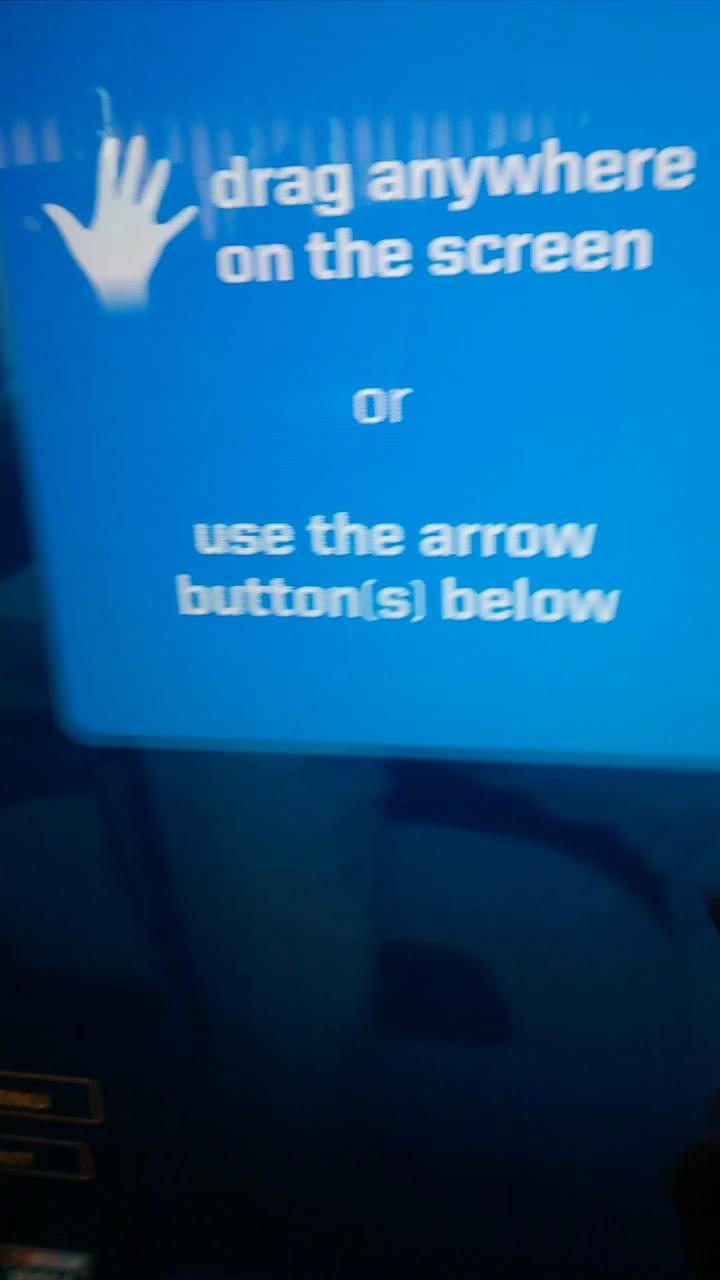 drag anywhere
on the screen
or
use the arrow
button(s) below